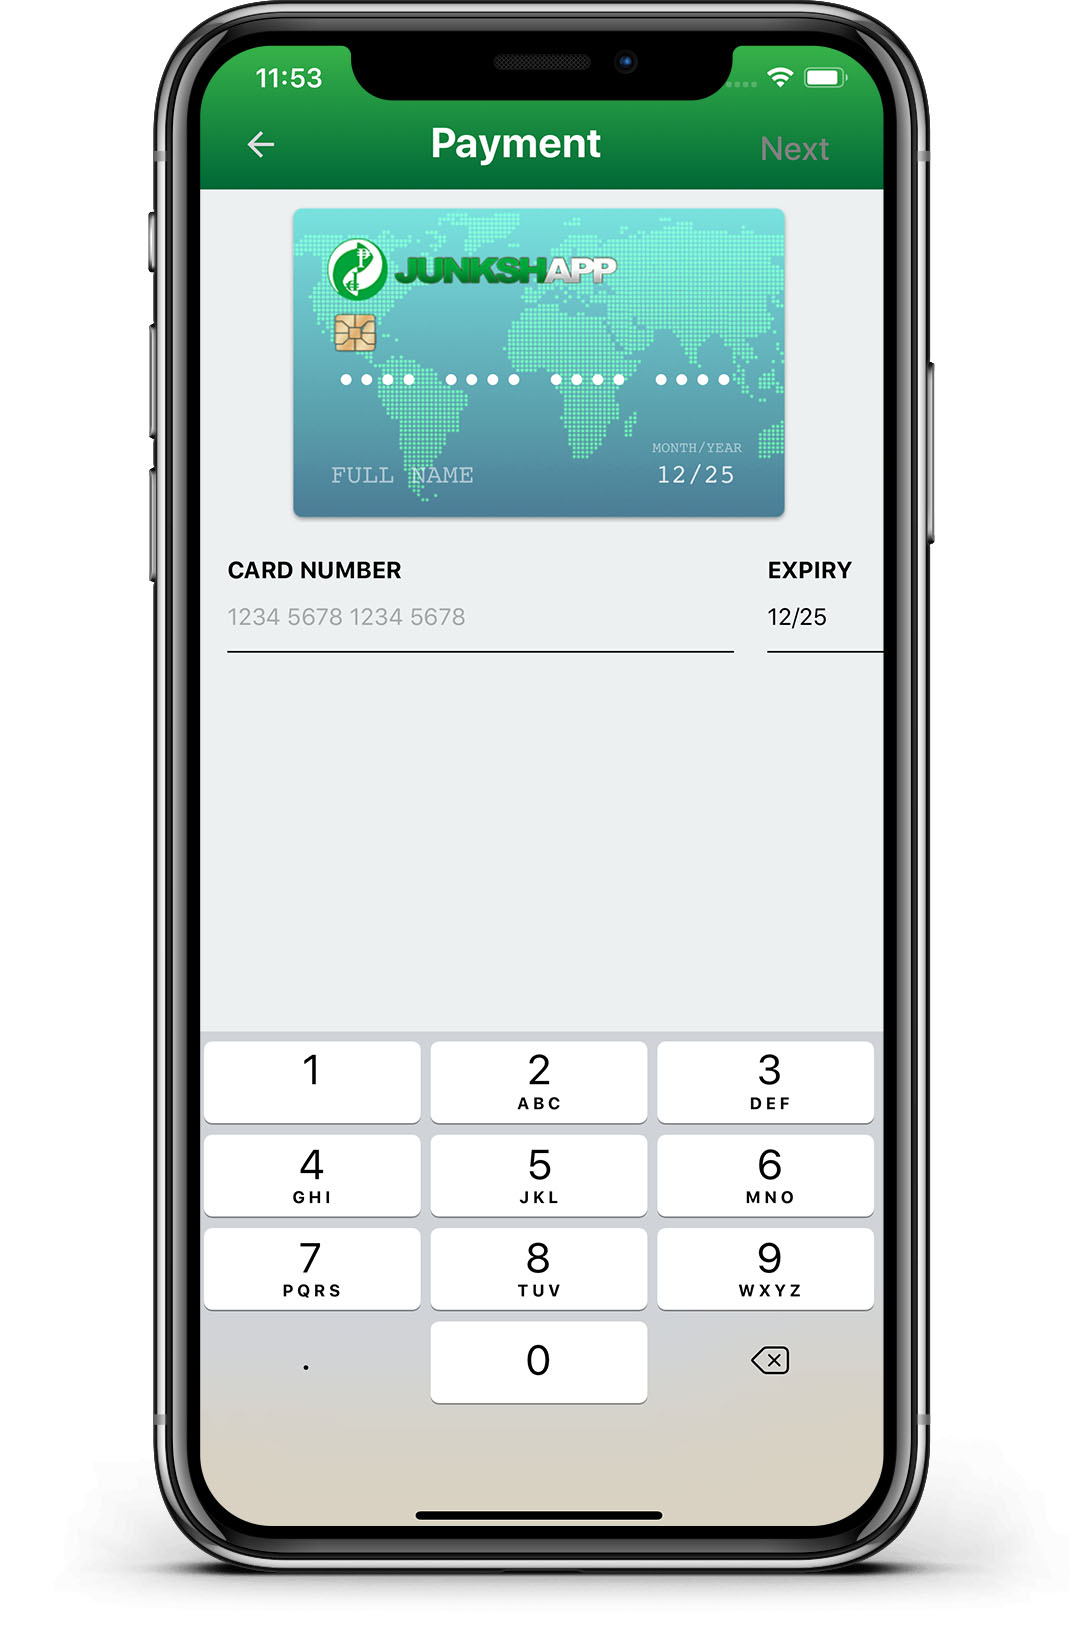 11:53
Payment
Next
JUNKSHAPP
FULL NAME
MONTH/YEAR
12/25
CARD NUMBER
EXPIRY
1234 5678 1234 5678
12/25
1
2
ABC
3
DEF
4
GHI
5
JKL
6
MNO
7
PQRS
8
TUV
9
WXYZ
.
0